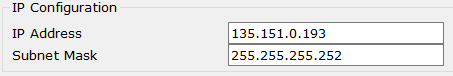 IP Configuration
IP Address 135.151.0.193
Subnet Mask 255.255.255.252